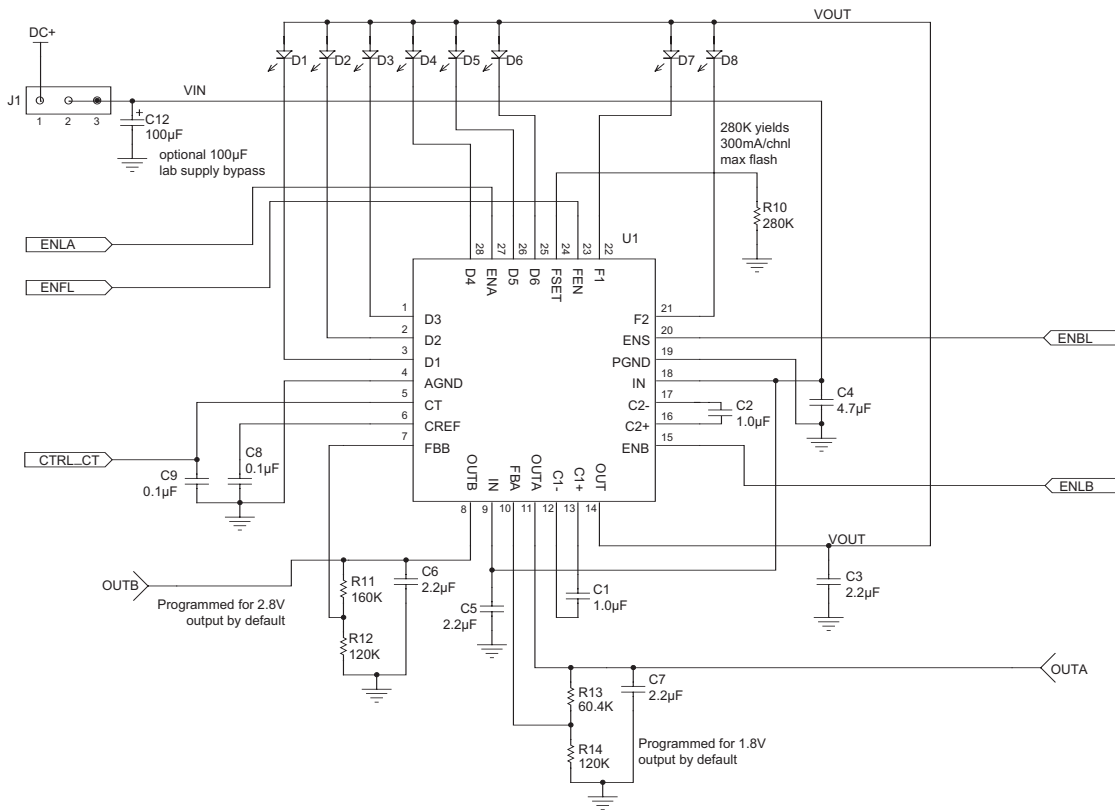 VOUT
DC+
D1
D2
D3
D4
D5
D6
D7
D8
J1
1
2
3
VIN
+
C12
100µF
optional 100µF
lab supply bypass
280K yields
300mA/chnl
max flash
R10
280K
ENLA
ENFL
U1
28
27
26
25
24
23
22
D4
ENA
D5
D6
FSET
FEN
F1
1
D3
2
D2
3
D1
4
AGND
5
CT
6
CREF
7
FBB
21
F2
20
ENS
19
PGND
18
IN
17
C2-
16
C2+
15
ENB
ENBL
C4
4.7µF
C2
1.0µF
CTRL_CT
C9
0.1µF
C8
0.1µF
OUTB
IN
FBA
OUTA
C1-
C1+
OUT
8
9
10
11
12
13
14
ENLB
VOUT
OUTB
Programmed for 2.8V
output by default
R11
160K
R12
120K
C6
2.2µF
C5
2.2µF
C1
1.0µF
C3
2.2µF
OUTA
R13
60.4K
C7
2.2µF
R14
120K
Programmed for 1.8V
output by default